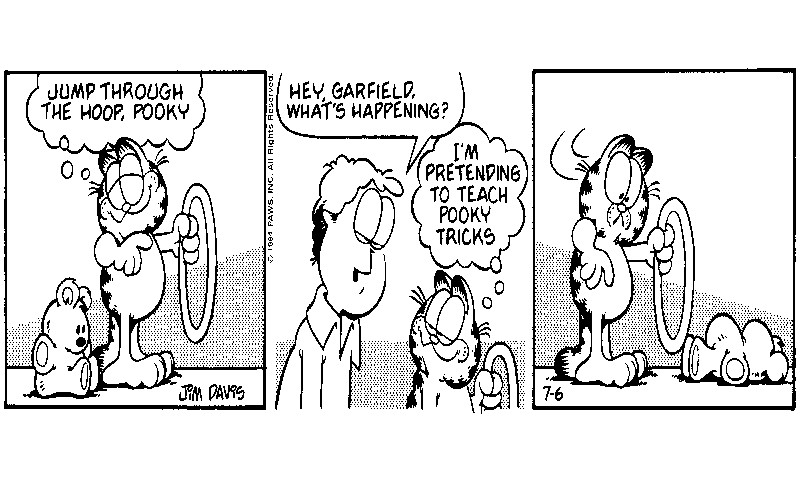 JUMP THROUGH
THE HOOP, POOKY
JIM DAVIS
© 1984 PAWS, INC. All Rights Reserved.
HEY, GARFIELD,
WHAT'S HAPPENING?
I'M
PRETENDING
TO TEACH
POOKY
TRICKS
7-6